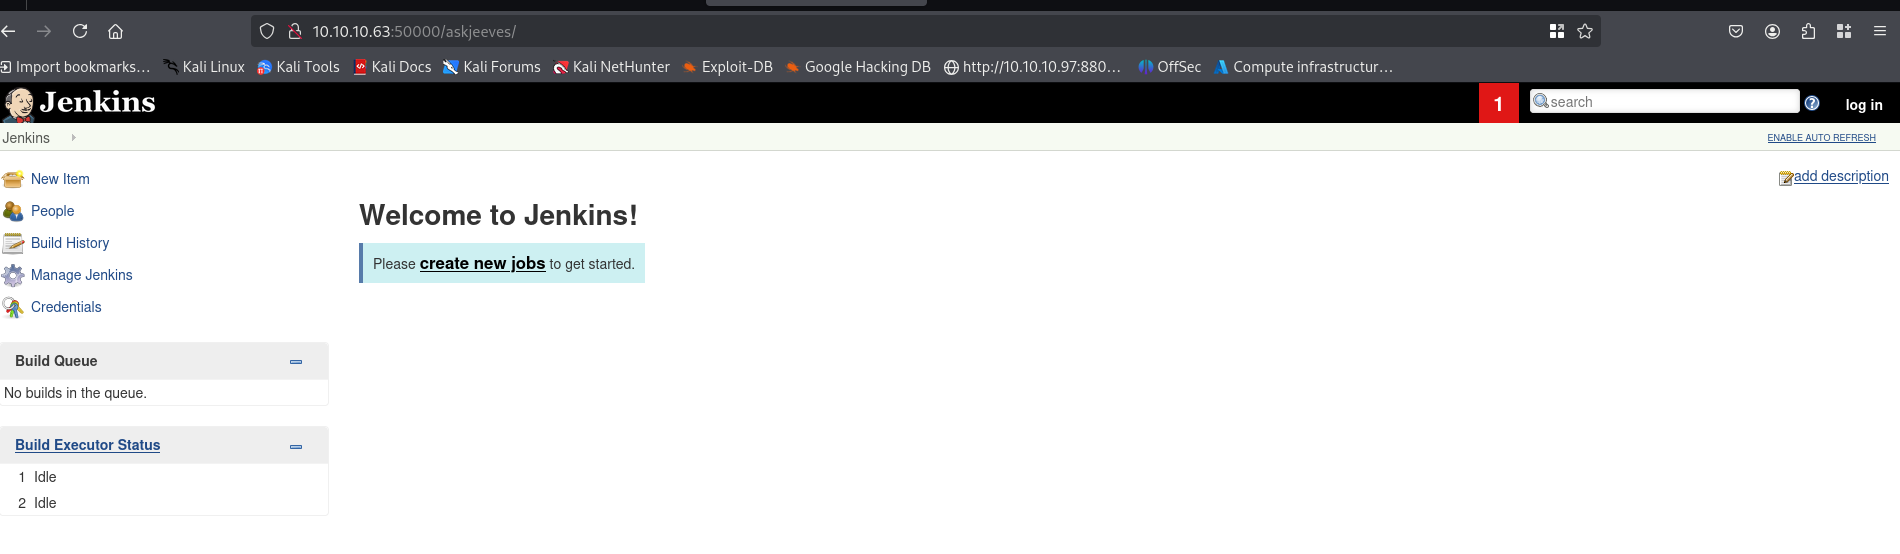 10.10.10.63:50000/askjeeves/
Import bookmarks… Kali Linux Kali Tools Kali Docs Kali Forums Kali NetHunter Exploit-DB Google Hacking DB http://10.10.10.97:880… OffSec Compute infrastructur…
Jenkins 1 search ? log in
Jenkins ENABLE AUTO REFRESH
New Item
add description
People
Build History
Manage Jenkins
Credentials
Welcome to Jenkins!
Please create new jobs to get started.
Build Queue
No builds in the queue.
Build Executor Status
1 Idle
2 Idle